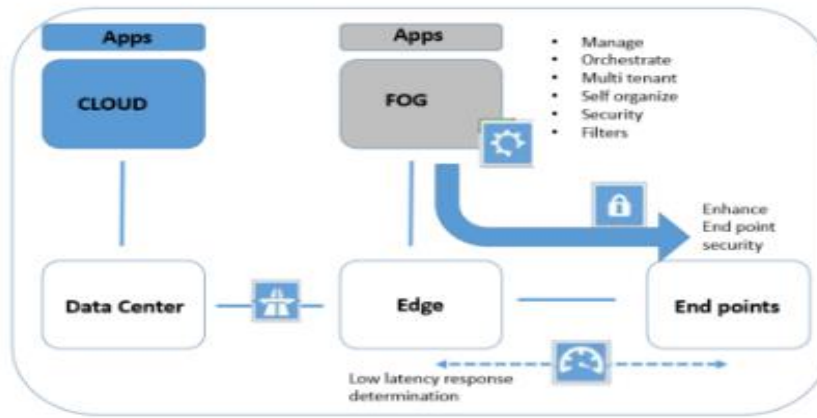 Apps
CLOUD
Apps
FOG
• Manage
• Orchestrate
• Multi tenant
• Self organize
• Security
• Filters
Enhance
End point
security
Data Center
Edge
End points
Low latency response
determination